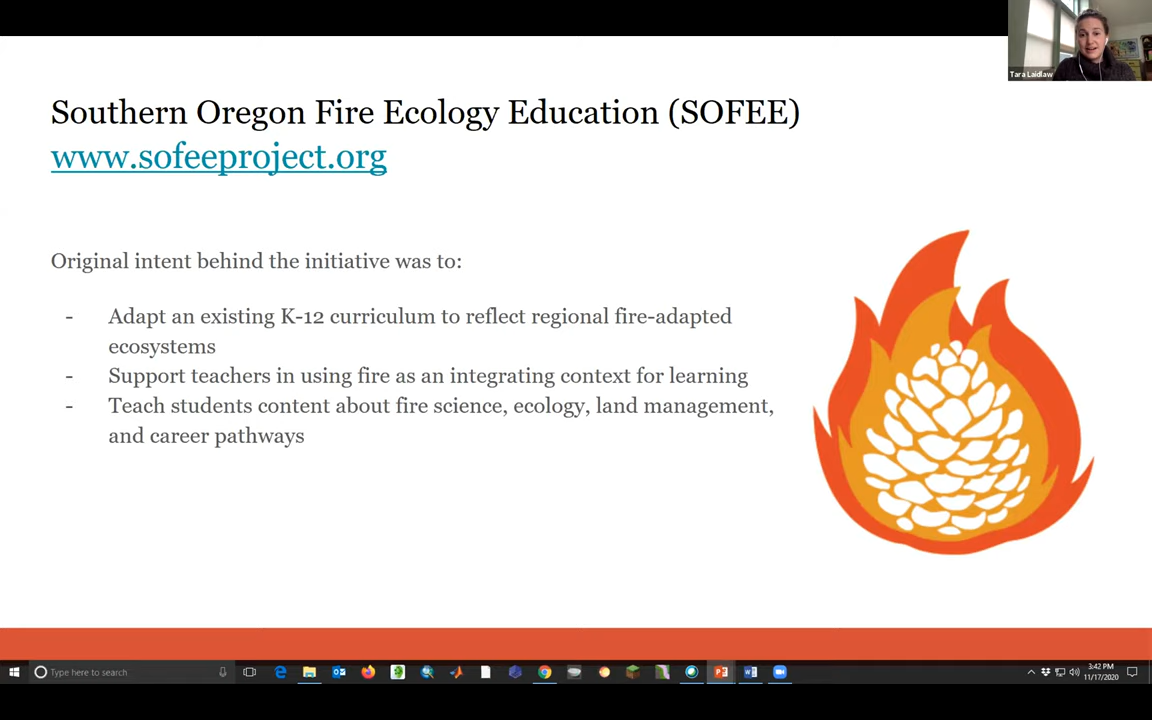 Tara Laidlaw
Southern Oregon Fire Ecology Education (SOFEE)
www.sofeeproject.org
Original intent behind the initiative was to:
- Adapt an existing K-12 curriculum to reflect regional fire-adapted
ecosystems
- Support teachers in using fire as an integrating context for learning
- Teach students content about fire science, ecology, land management,
and career pathways
Type here to search
3:42 PM
11/17/2020